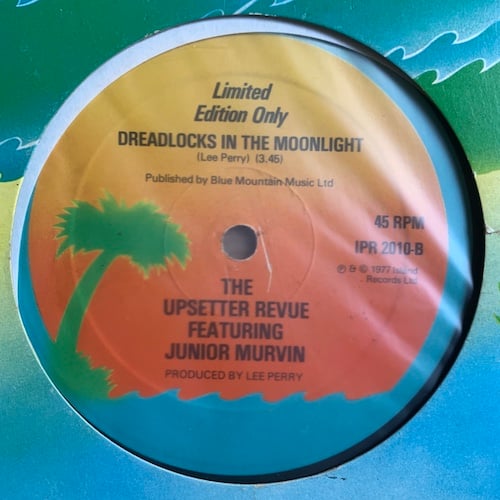 Limited
Edition Only
DREADLOCKS IN THE MOONLIGHT
(Lee Perry) (3,45)
Published by Blue Mountain Music Ltd
45 RPM
IPR 2010-B
℗ & © 1977 Island
Records Ltd
THE
UPSETTER REVUE
FEATURING
JUNIOR MURVIN
PRODUCED BY LEE PERRY